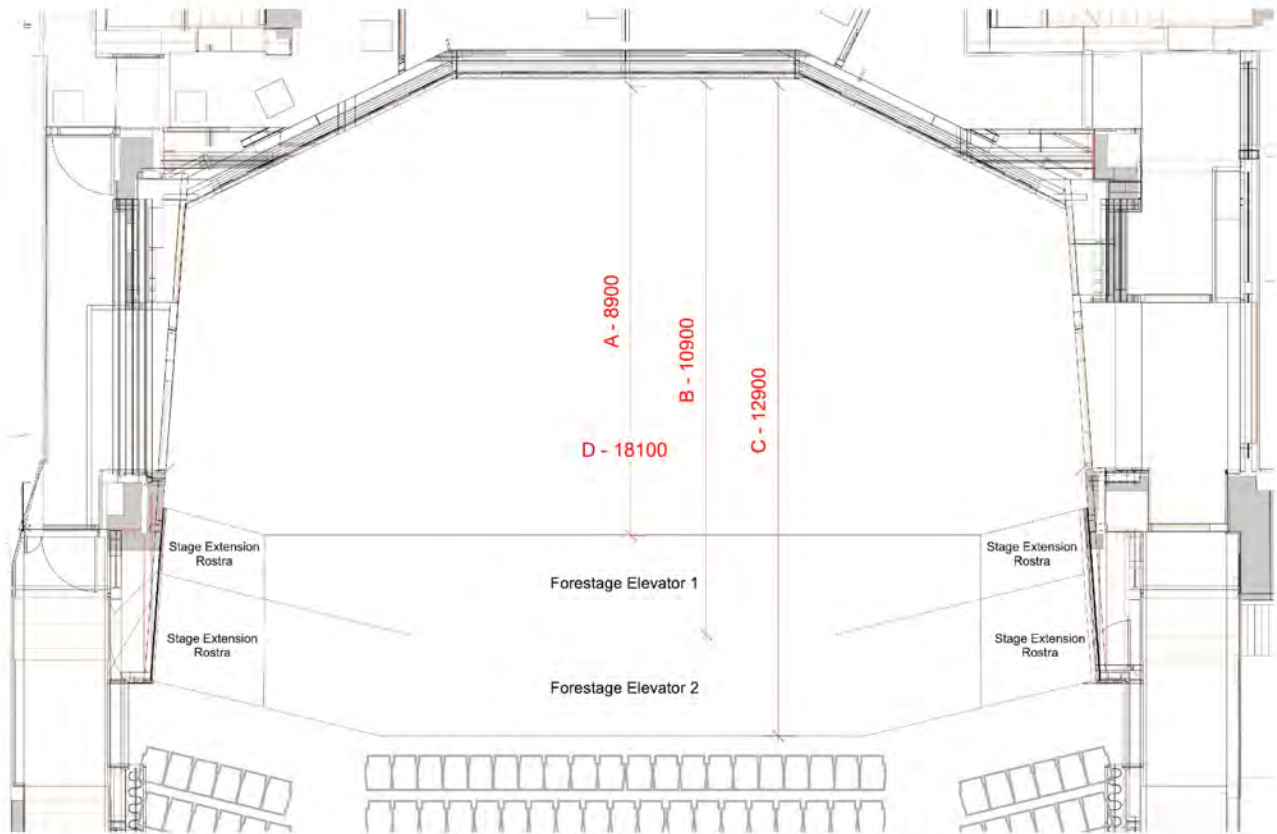 A - 8900
B - 10900
C - 12900
D - 18100
Stage Extension
Rostra
Stage Extension
Rostra
Forestage Elevator 1
Stage Extension
Rostra
Stage Extension
Rostra
Forestage Elevator 2